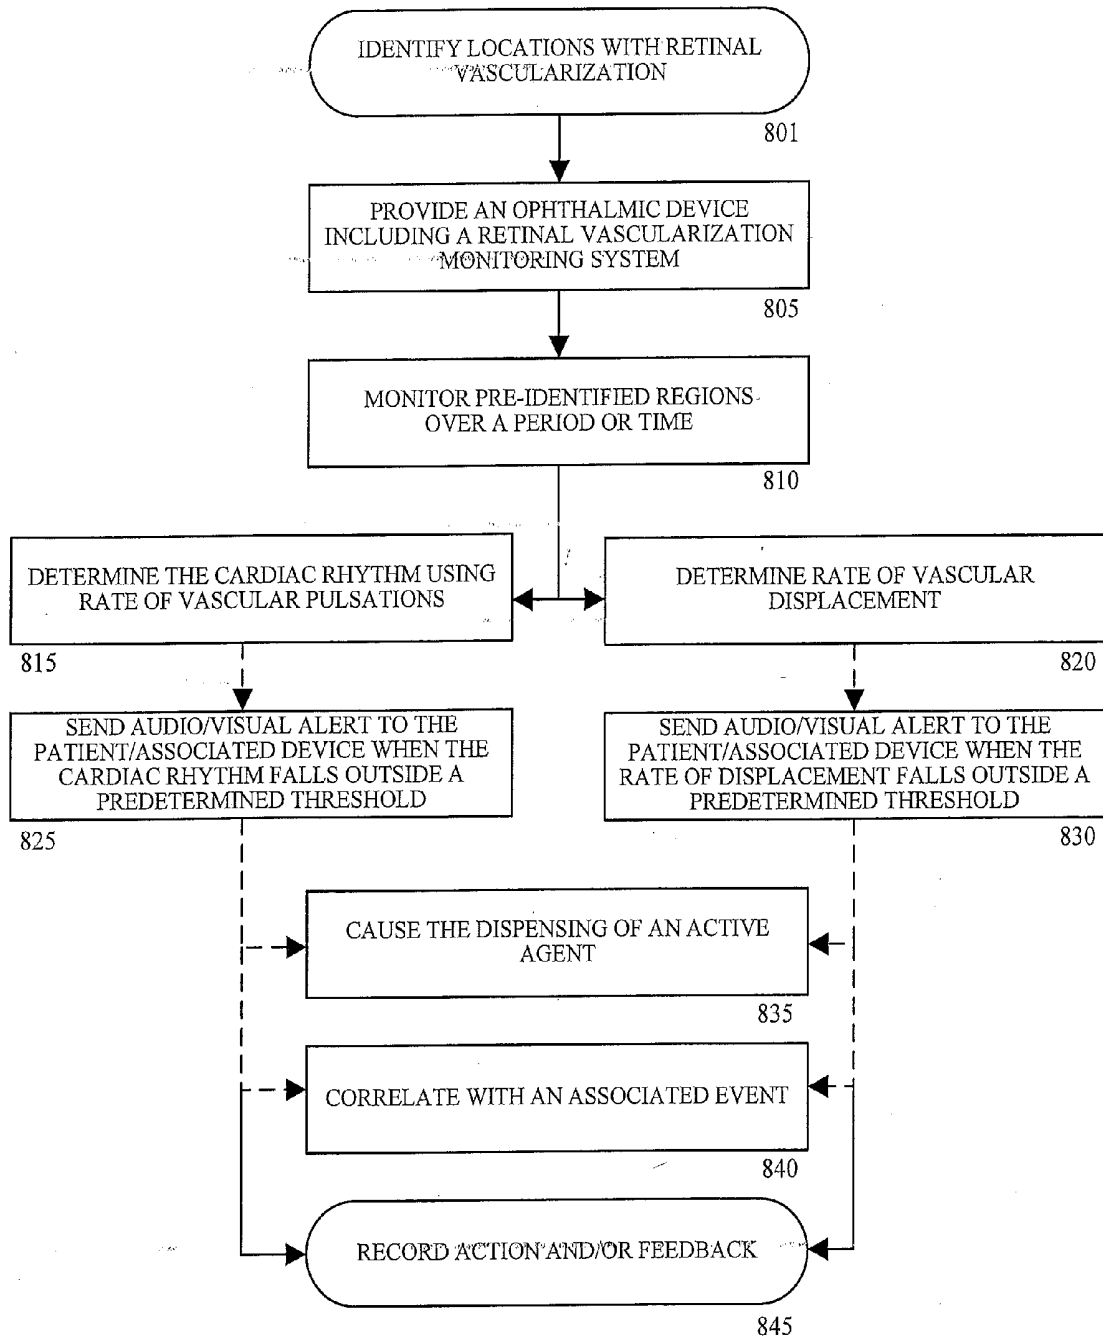 IDENTIFY LOCATIONS WITH RETINAL
VASCULARIZATION
801
PROVIDE AN OPHTHALMIC DEVICE
INCLUDING A RETINAL VASCULARIZATION
MONITORING SYSTEM
805
MONITOR PRE-IDENTIFIED REGIONS
OVER A PERIOD OR TIME
810
DETERMINE THE CARDIAC RHYTHM USING
RATE OF VASCULAR PULSATIONS
815
DETERMINE RATE OF VASCULAR
DISPLACEMENT
820
SEND AUDIO/VISUAL ALERT TO THE
PATIENT/ASSOCIATED DEVICE WHEN THE
CARDIAC RHYTHM FALLS OUTSIDE A
PREDETERMINED THRESHOLD
825
SEND AUDIO/VISUAL ALERT TO THE
PATIENT/ASSOCIATED DEVICE WHEN THE
RATE OF DISPLACEMENT FALLS OUTSIDE A
PREDETERMINED THRESHOLD
830
CAUSE THE DISPENSING OF AN ACTIVE
AGENT
835
CORRELATE WITH AN ASSOCIATED EVENT
840
RECORD ACTION AND/OR FEEDBACK
845